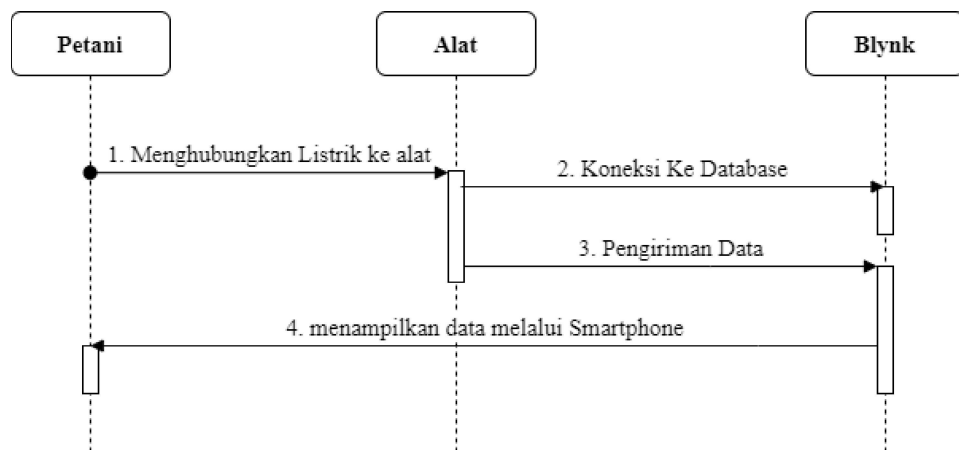 Petani
Alat
Blynk
1. Menghubungkan Listrik ke alat
2. Koneksi Ke Database
3. Pengiriman Data
4. menampilkan data melalui Smartphone